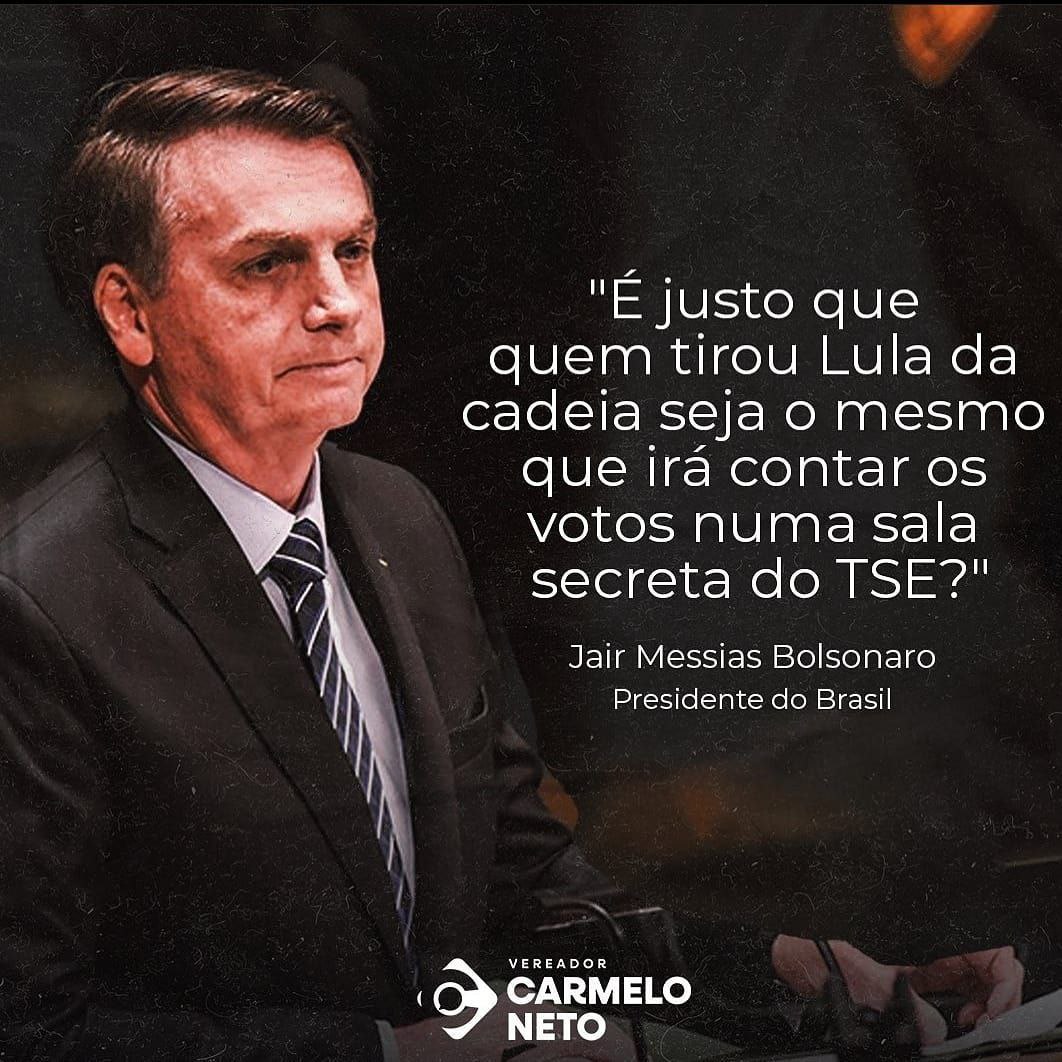 "É justo que
quem tirou Lula da
cadeia seja o mesmo
que irá contar os
votos numa sala
secreta do TSE?"
Jair Messias Bolsonaro
Presidente do Brasil
VEREADOR
CARMELO
NETO